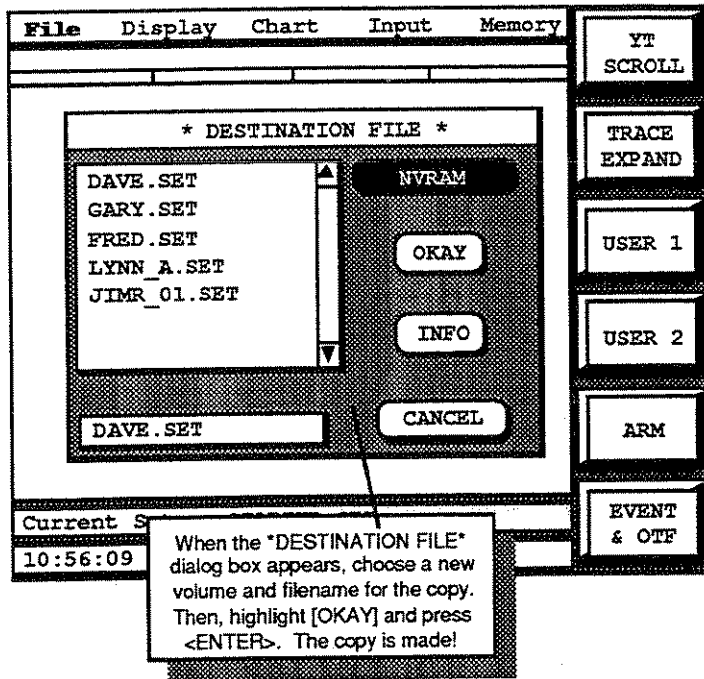 File Display Chart Input Memory
YT
SCROLL
TRACE
EXPAND
USER 1
USER 2
ARM
EVENT
& OTF
* DESTINATION FILE *
DAVE.SET
GARY.SET
FRED.SET
LYNN_A.SET
JIMR_01.SET
NVRAM
OKAY
INFO
CANCEL
DAVE.SET
Current
10:56:09
When the *DESTINATION FILE*
dialog box appears, choose a new
volume and filename for the copy.
Then, highlight [OKAY] and press
<ENTER>. The copy is made!